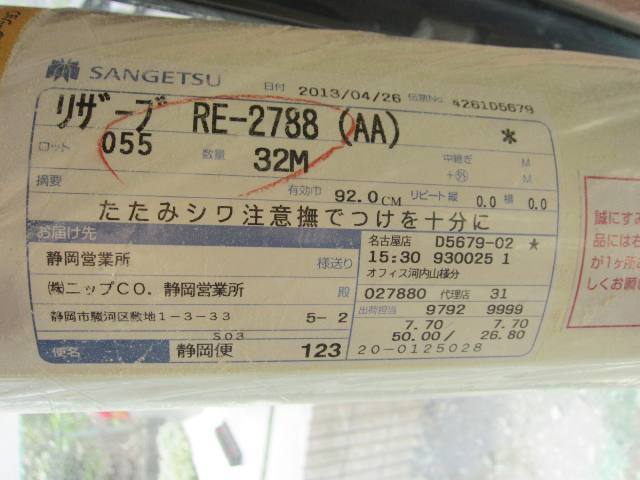 SANGETSU
日付 2013/04/26 伝票No 4261D5679
リザーブ RE-2788 (AA) *
ロット 055 数量 32M 中継ぎ M
+ M
摘要 有効巾 92.0CM リピート 縦 0.0 横 0.0
たたみシワ注意撫でつけを十分に
お届け先
静岡営業所 様送り
㈱ニップCO.静岡営業所 殿
静岡市駿河区敷地1-3-33 5-2
S03
便名 静岡便 123
名古屋店 D5679-02 ★
15:30 930025 1
オフィス河内山様分
027880 代理店 31
出荷担当 9792 9999
7.70 7.70
50.00/ 26.80
20-0125028
誠にすみ
品には右
が1ヶ所
しくお願